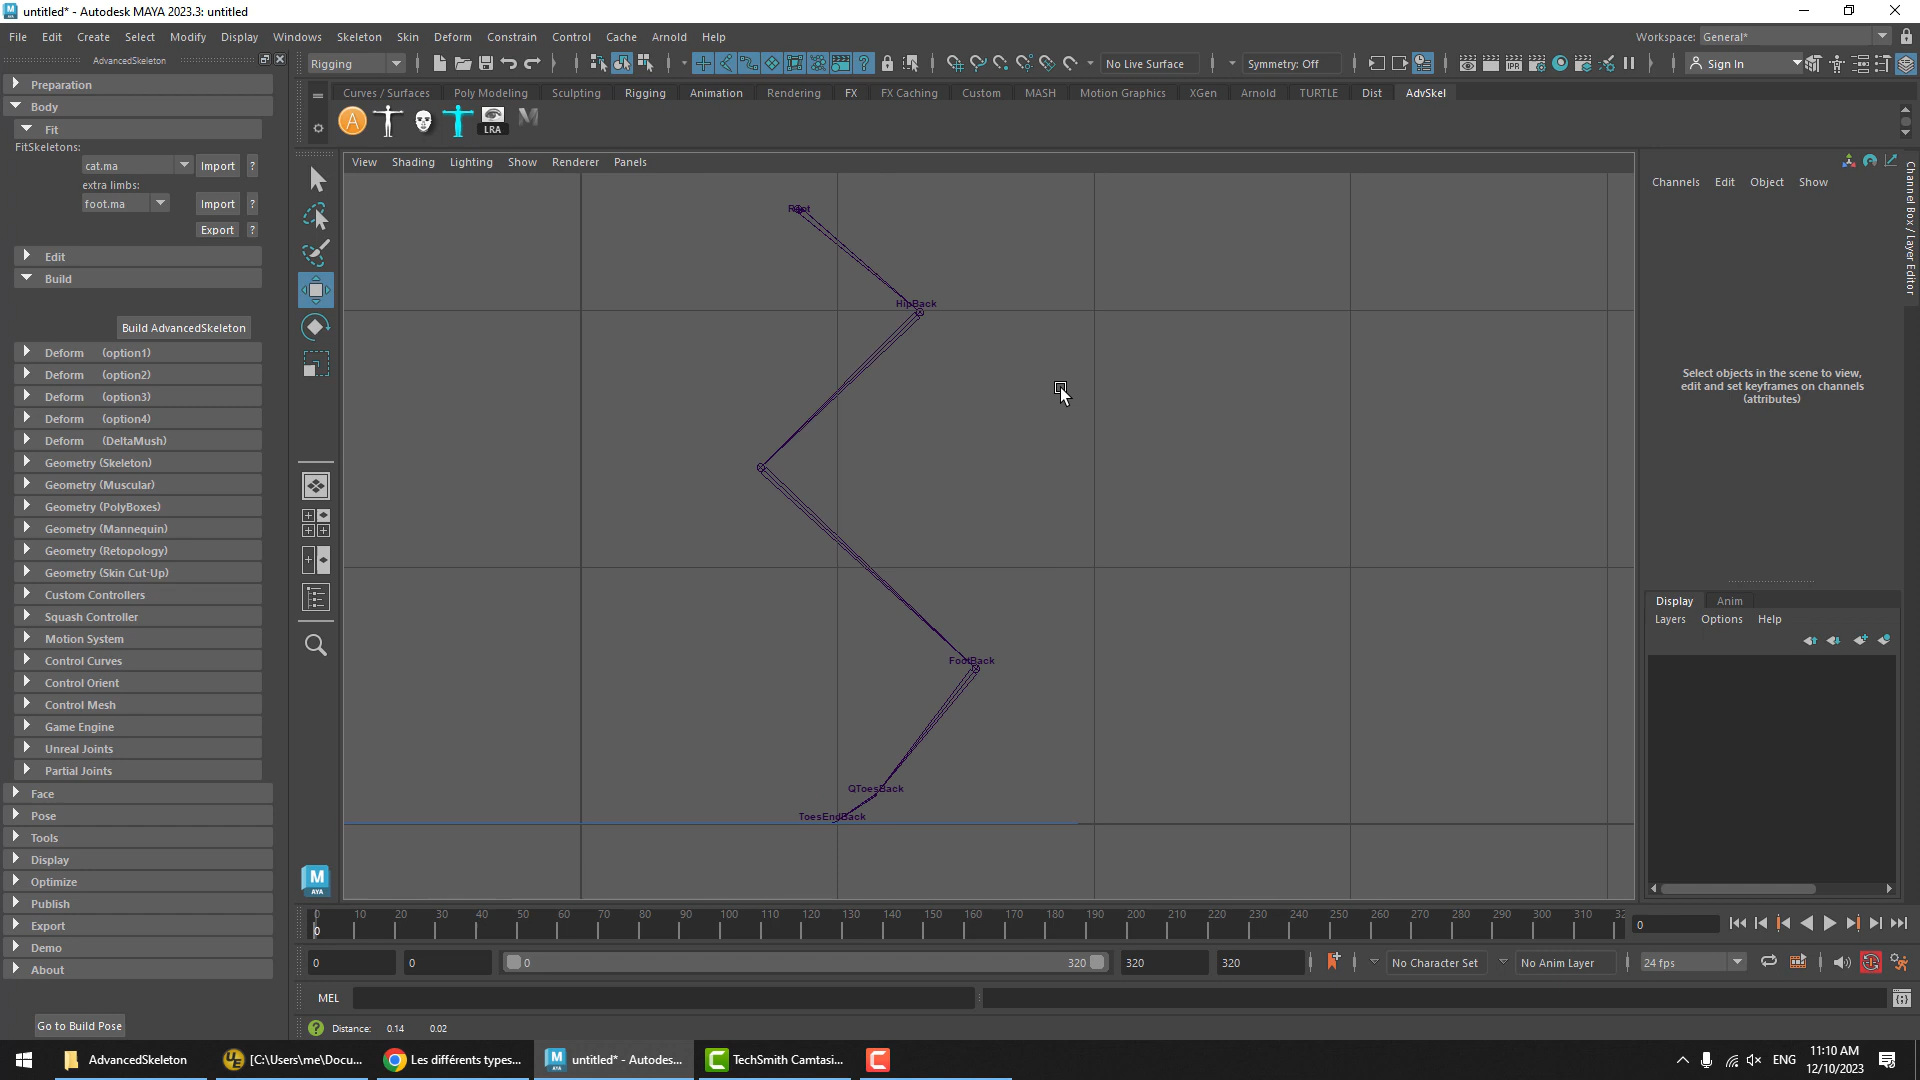 untitled* - Autodesk MAYA 2023.3: untitled
File Edit Create Select Modify Display Windows Skeleton Skin Deform Constrain Control Cache Arnold Help
Workspace: General*
AdvancedSkeleton
Rigging
No Live Surface
Symmetry: Off
Sign In
Curves / Surfaces Poly Modeling Sculpting Rigging Animation Rendering FX FX Caching Custom MASH Motion Graphics XGen Arnold TURTLE Dist AdvSkel
LRA
Preparation
Body
Fit
FitSkeletons:
cat.ma Import ?
extra limbs:
foot.ma Import ?
Export ?
Edit
Build
Build AdvancedSkeleton
Deform (option1)
Deform (option2)
Deform (option3)
Deform (option4)
Deform (DeltaMush)
Geometry (Skeleton)
Geometry (Muscular)
Geometry (PolyBoxes)
Geometry (Mannequin)
Geometry (Retopology)
Geometry (Skin Cut-Up)
Custom Controllers
Squash Controller
Motion System
Control Curves
Control Orient
Control Mesh
Game Engine
Unreal Joints
Partial Joints
Face
Pose
Tools
Display
Optimize
Publish
Export
Demo
About
Go to Build Pose
View Shading Lighting Show Renderer Panels
Root
HipBack
FootBack
QToesBack
ToesEndBack
Channels Edit Object Show
Channel Box / Layer Editor
Select objects in the scene to view,
edit and set keyframes on channels
(attributes)
Display Anim
Layers Options Help
0 10 20 30 40 50 60 70 80 90 100 110 120 130 140 150 160 170 180 190 200 210 220 230 240 250 260 270 280 290 300 310 32
0
0
0 0 0 320 320 320
No Character Set
No Anim Layer
24 fps
MAYA
MEL
Distance: 0.14 0.02
AdvancedSkeleton
[C:\Users\me\Docu...
Les différents types...
untitled* - Autodes...
TechSmith Camtasi...
ENG
11:10 AM
12/10/2023